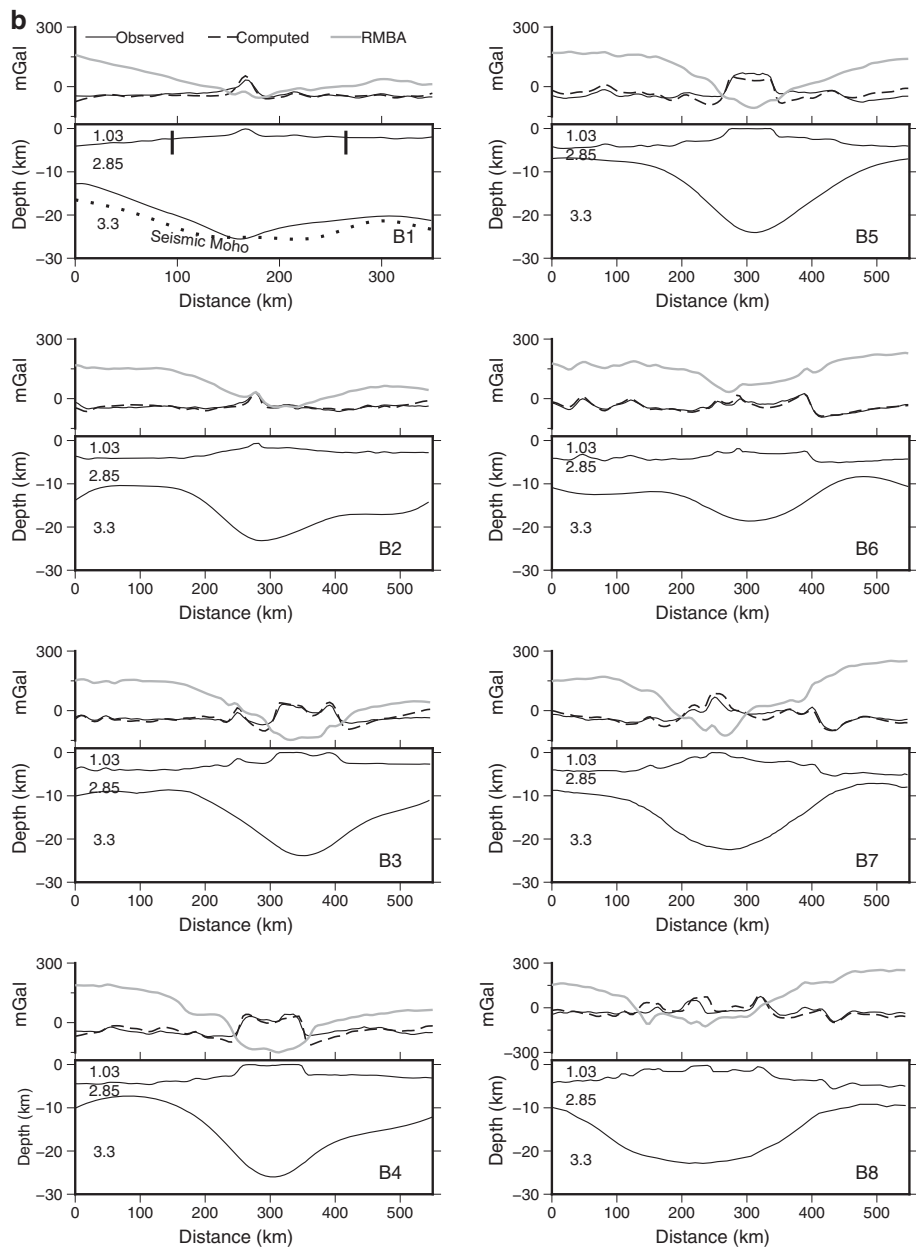 b
Observed Computed RMBA
300
0
mGal
0
−10
−20
−30
Depth (km)
1.03
2.85
3.3
Seismic Moho
B1
0 100 200 300
Distance (km)
300
0
mGal
0
−10
−20
−30
Depth (km)
1.03
2.85
3.3
B5
0 100 200 300 400 500
Distance (km)
300
0
mGal
0
−10
−20
−30
Depth (km)
1.03
2.85
3.3
B2
0 100 200 300 400 500
Distance (km)
300
0
mGal
0
−10
−20
−30
Depth (km)
1.03
2.85
3.3
B6
0 100 200 300 400 500
Distance (km)
300
0
mGal
0
−10
−20
−30
Depth (km)
1.03
2.85
3.3
B3
0 100 200 300 400 500
Distance (km)
300
0
mGal
0
−10
−20
−30
Depth (km)
1.03
2.85
3.3
B7
0 100 200 300 400 500
Distance (km)
300
0
mGal
0
−10
−20
−30
Depth (km)
1.03
2.85
3.3
B4
0 100 200 300 400 500
Distance (km)
300
0
−300
mGal
0
−10
−20
−30
Depth (km)
1.03
2.85
3.3
B8
0 100 200 300 400 500
Distance (km)